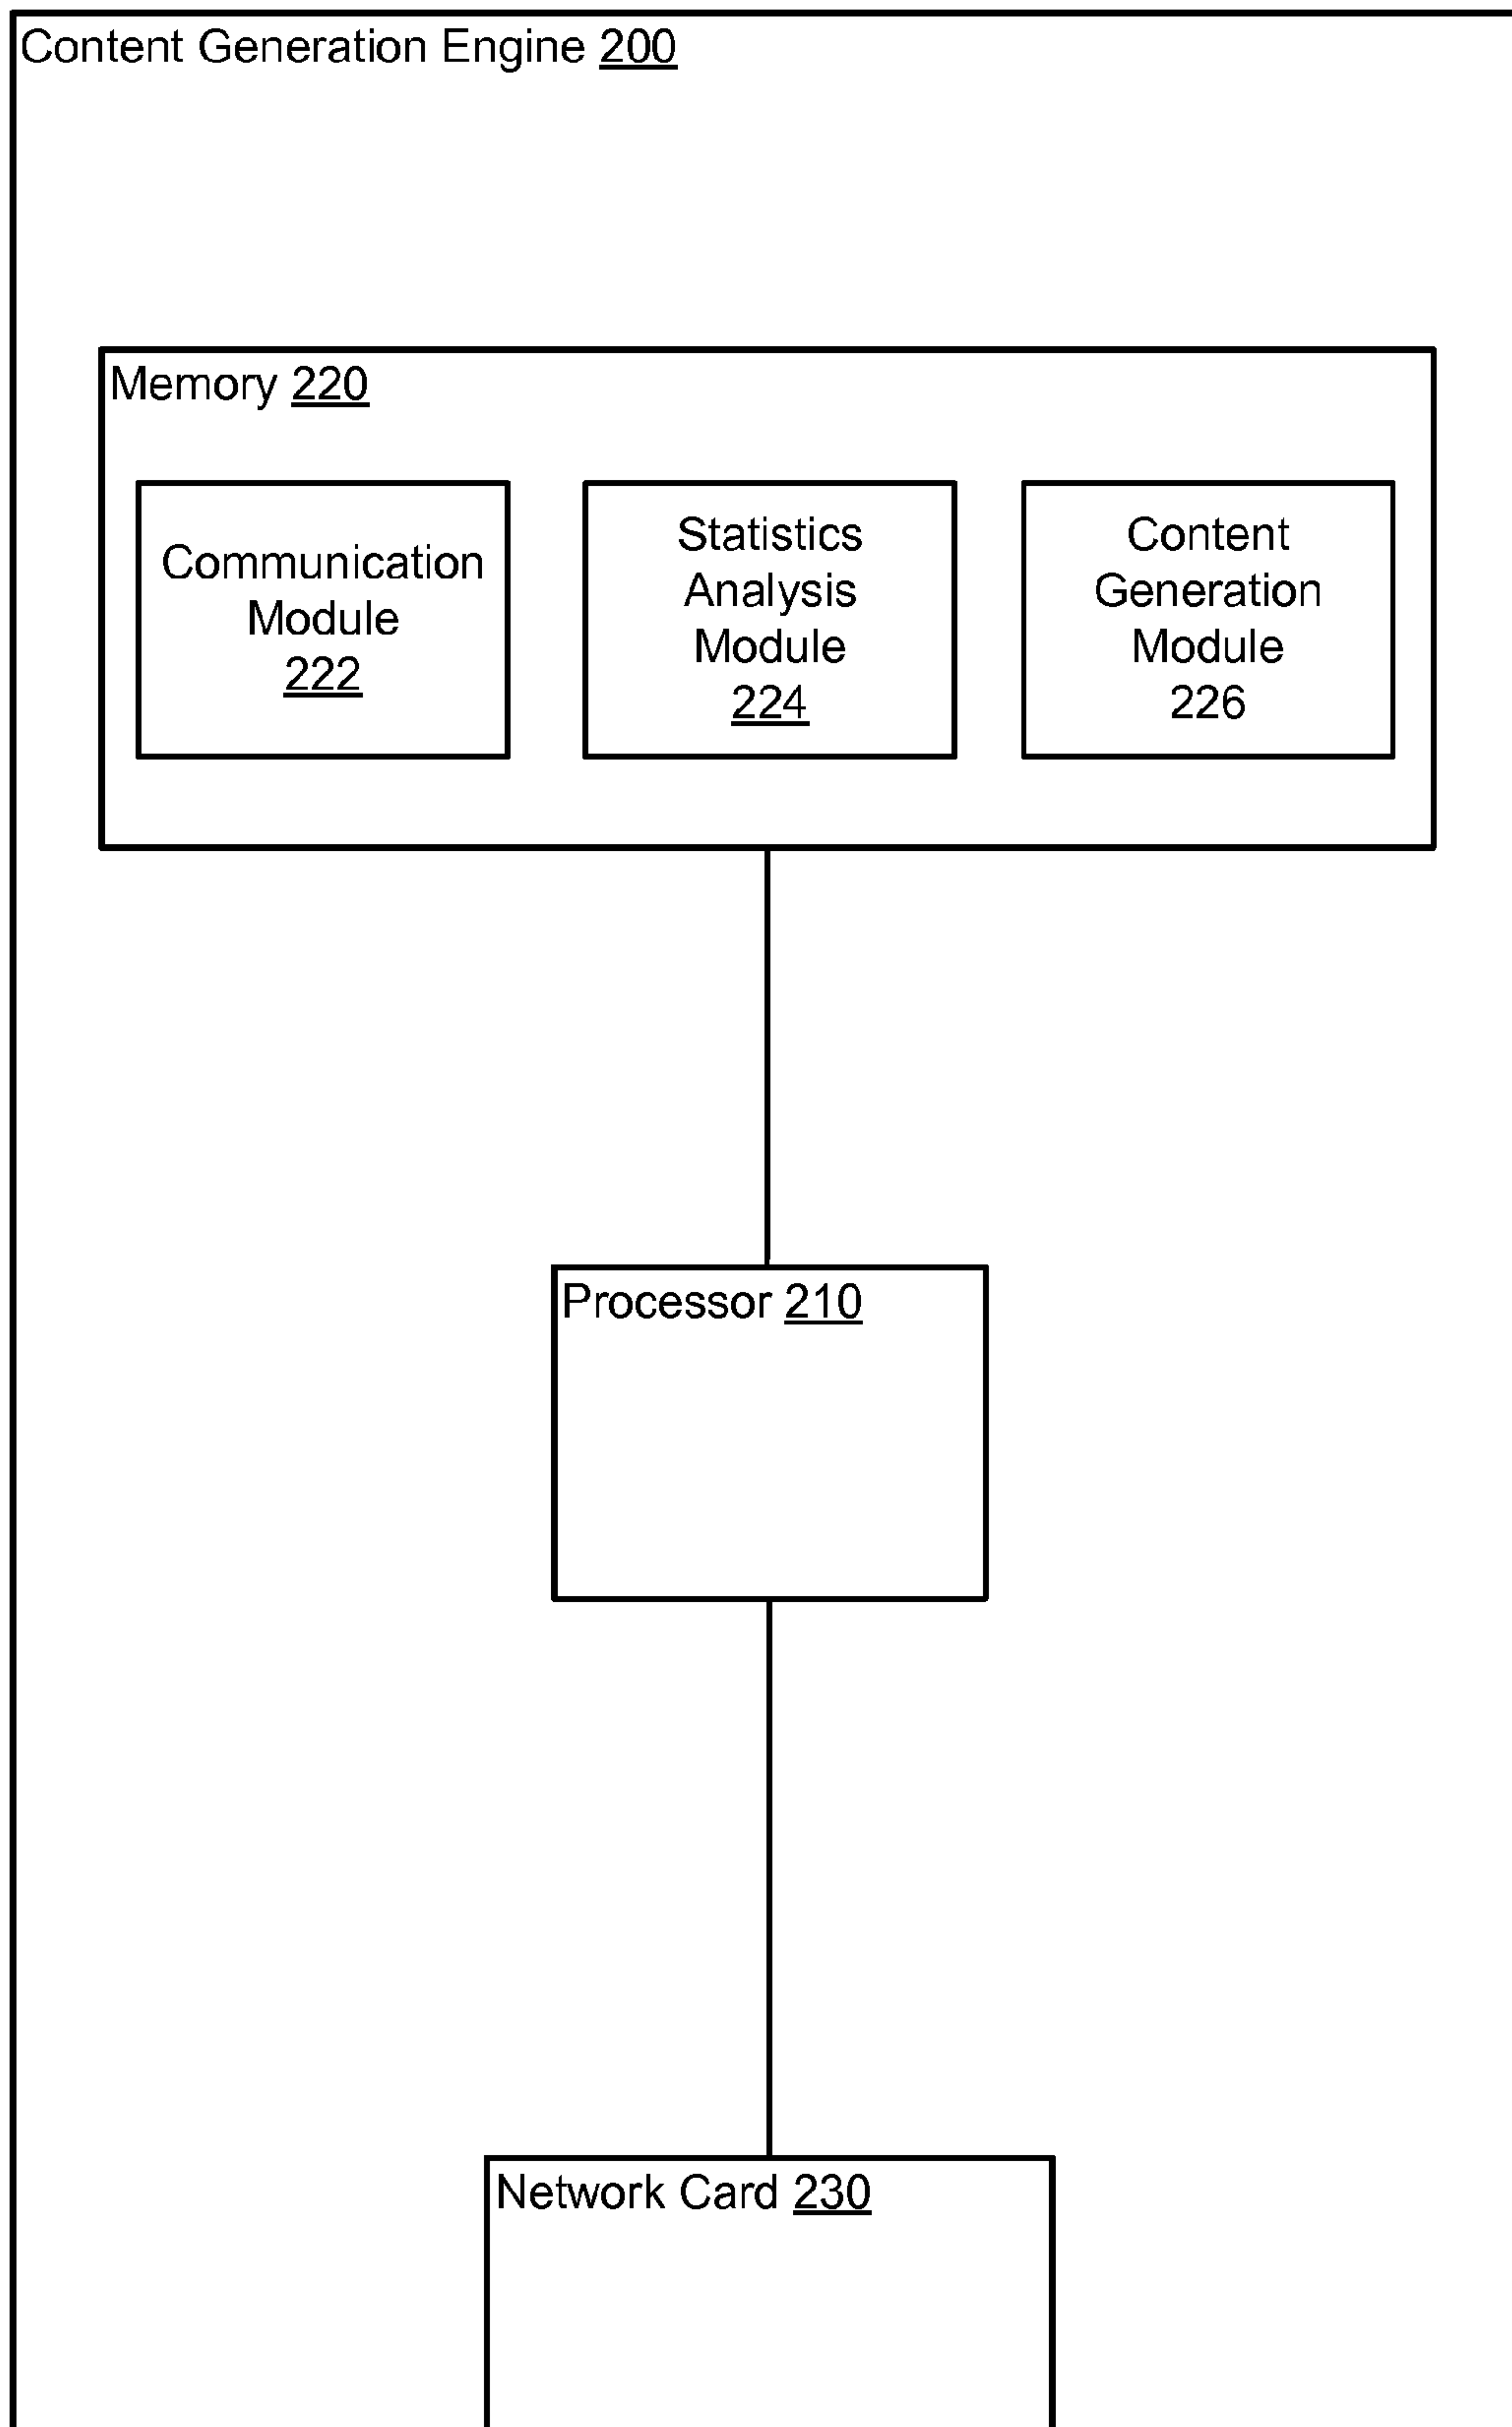 Content Generation Engine 200
Memory 220
Communication
Module
222
Statistics
Analysis
Module
224
Content
Generation
Module
226
Processor 210
Network Card 230